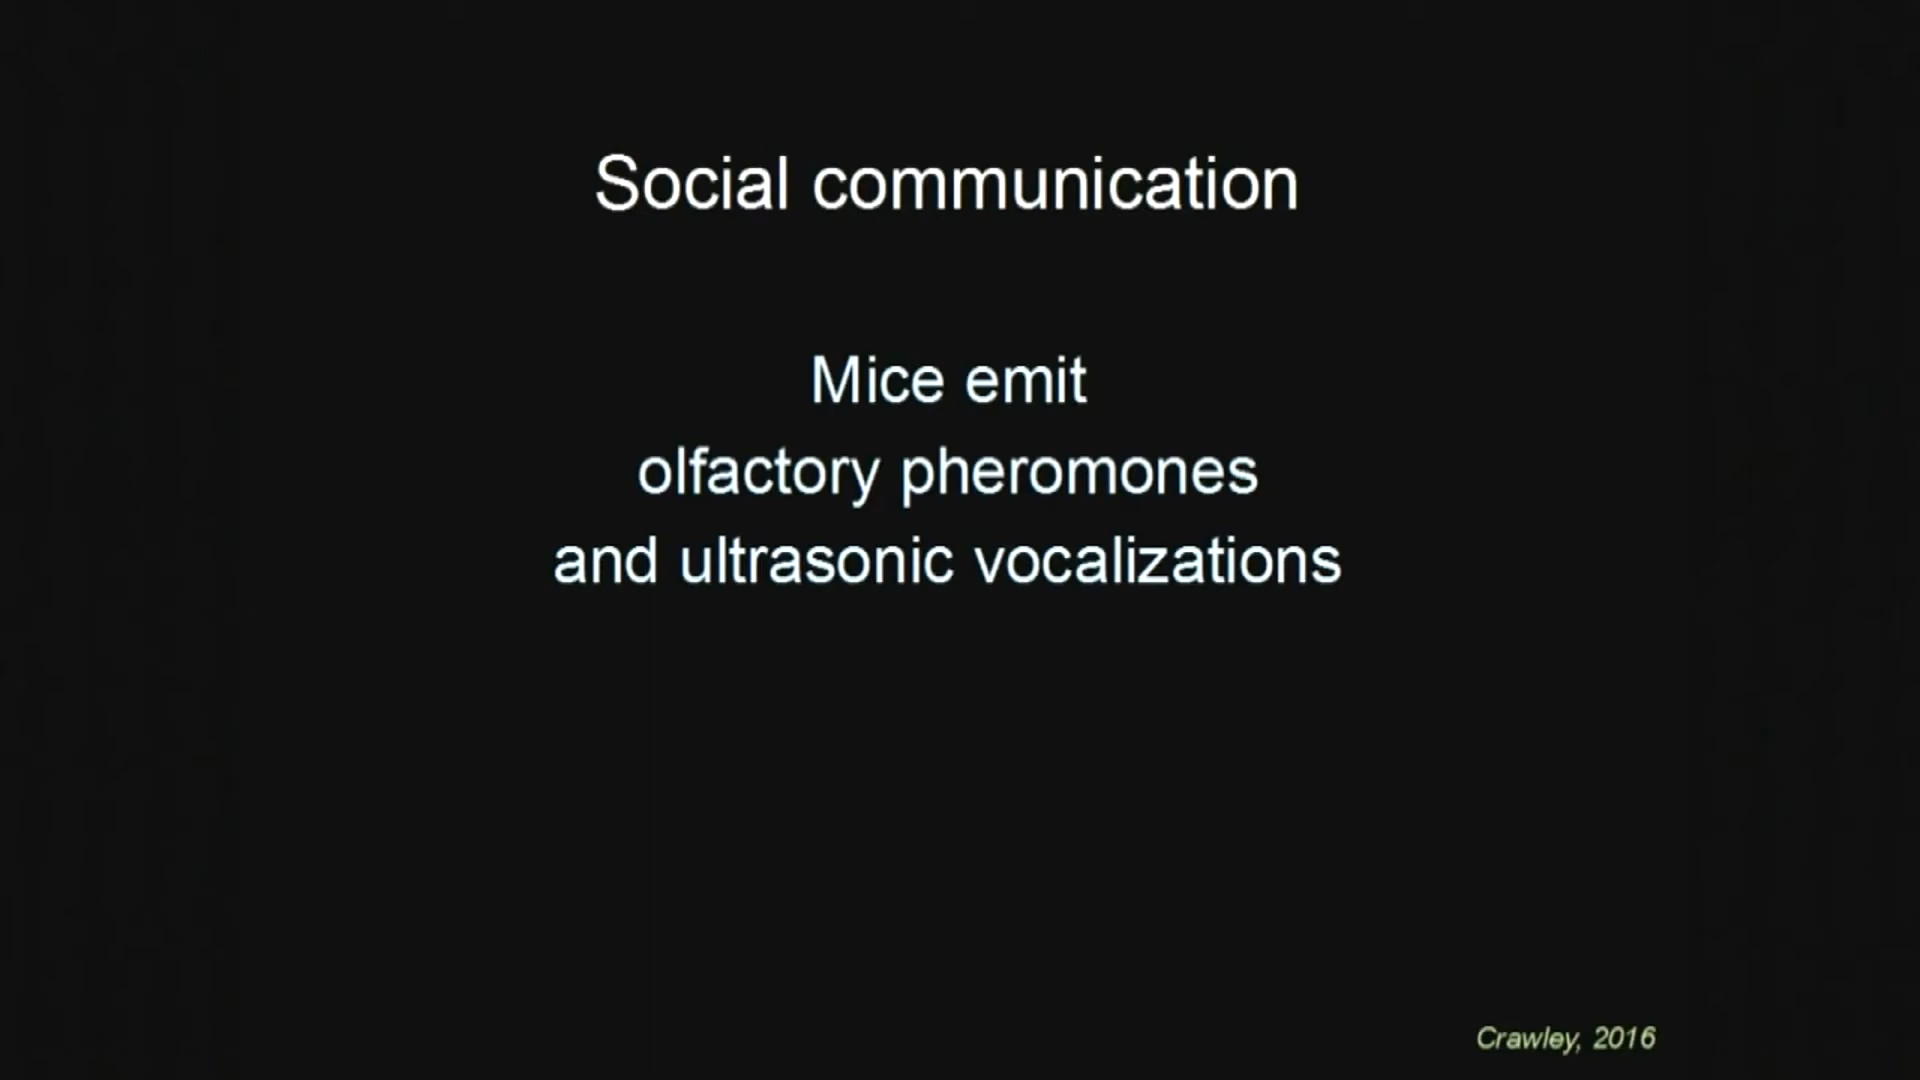 Social communication
Mice emit
olfactory pheromones
and ultrasonic vocalizations
Crawley, 2016